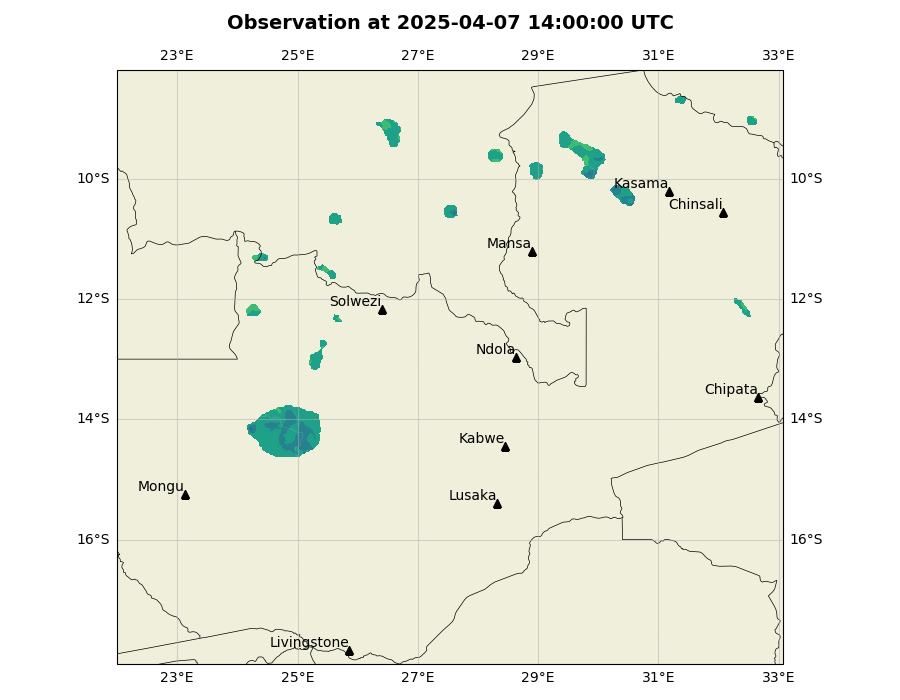 Observation at 2025-04-07 14:00:00 UTC
23°E 25°E 27°E 29°E 31°E 33°E
10°S 10°S
Kasama
Chinsali
Mansa
12°S 12°S
Solwezi
Ndola
Chipata
14°S 14°S
Kabwe
Mongu
Lusaka
16°S 16°S
Livingstone
23°E 25°E 27°E 29°E 31°E 33°E